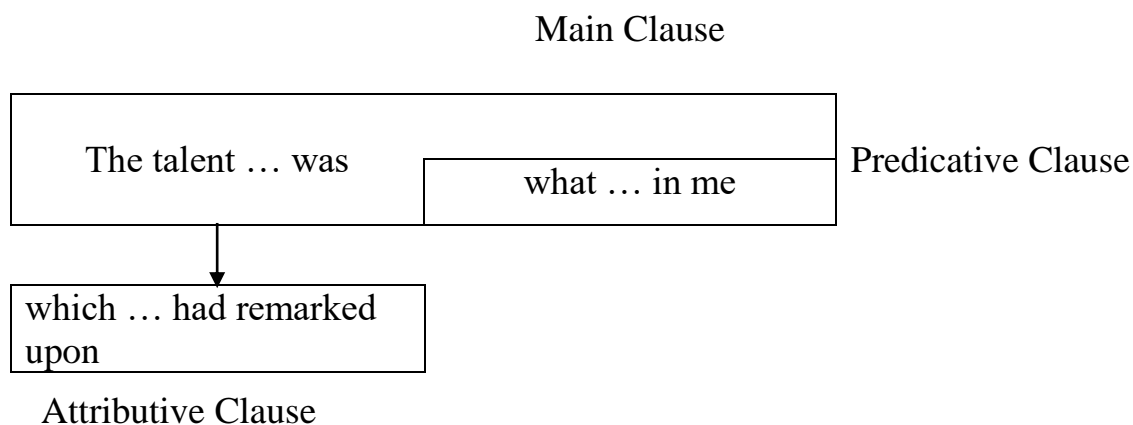 Main Clause
The talent … was
what … in me
Predicative Clause
which … had remarked
upon
Attributive Clause